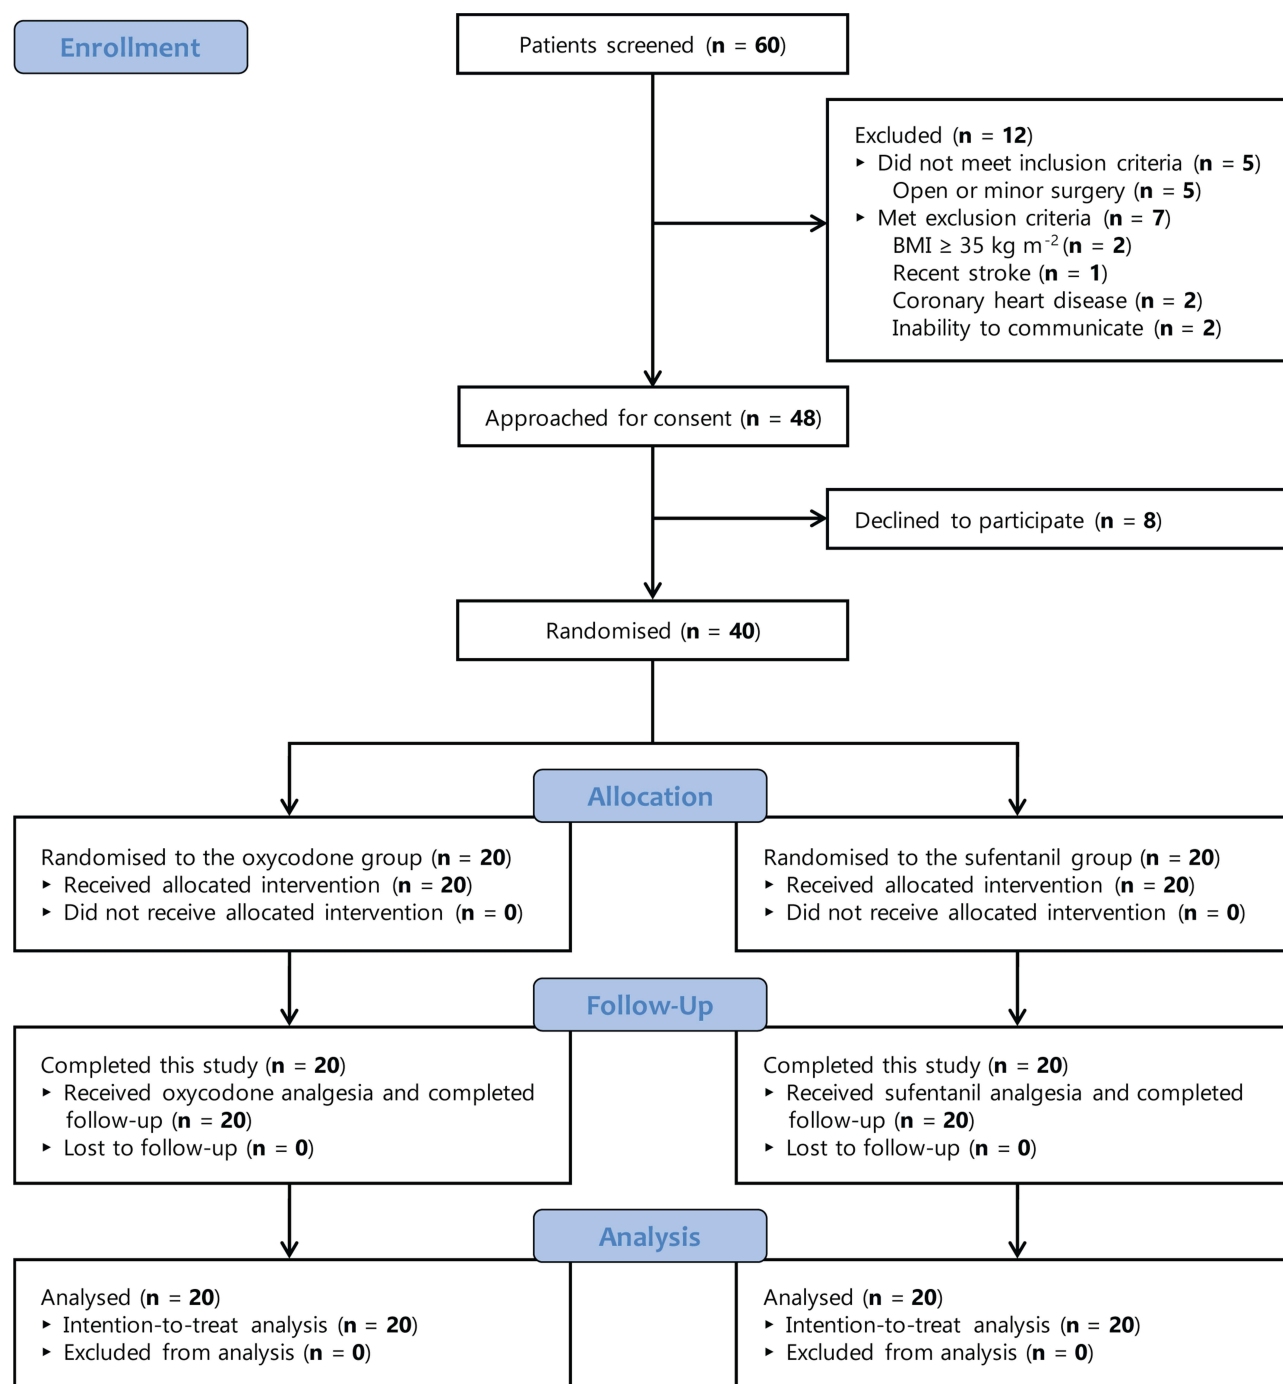 Enrollment
Patients screened (n = 60)
Excluded (n = 12)
‣ Did not meet inclusion criteria (n = 5)
Open or minor surgery (n = 5)
‣ Met exclusion criteria (n = 7)
BMI ≥ 35 kg m⁻² (n = 2)
Recent stroke (n = 1)
Coronary heart disease (n = 2)
Inability to communicate (n = 2)
Approached for consent (n = 48)
Declined to participate (n = 8)
Randomised (n = 40)
Allocation
Randomised to the oxycodone group (n = 20)
‣ Received allocated intervention (n = 20)
‣ Did not receive allocated intervention (n = 0)
Randomised to the sufentanil group (n = 20)
‣ Received allocated intervention (n = 20)
‣ Did not receive allocated intervention (n = 0)
Follow-Up
Completed this study (n = 20)
‣ Received oxycodone analgesia and completed
follow-up (n = 20)
‣ Lost to follow-up (n = 0)
Completed this study (n = 20)
‣ Received sufentanil analgesia and completed
follow-up (n = 20)
‣ Lost to follow-up (n = 0)
Analysis
Analysed (n = 20)
‣ Intention-to-treat analysis (n = 20)
‣ Excluded from analysis (n = 0)
Analysed (n = 20)
‣ Intention-to-treat analysis (n = 20)
‣ Excluded from analysis (n = 0)